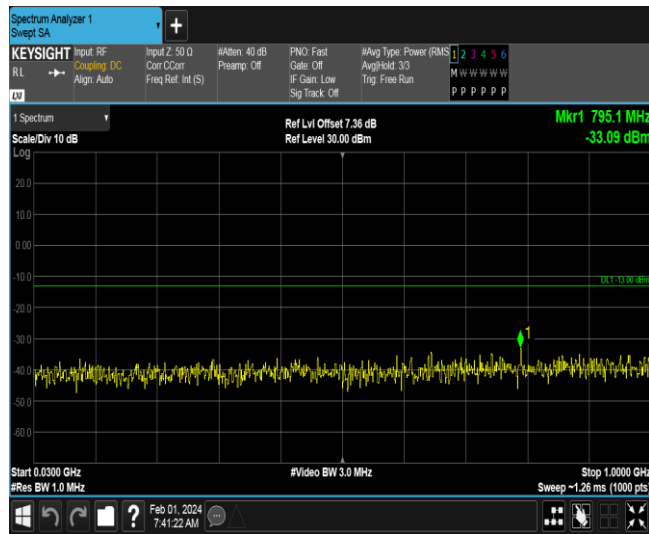 Spectrum Analyzer 1
Swept SA
+
KEYSIGHT
RL
LXI
Input: RF
Coupling: DC
Align: Auto
Input Z: 50 Ω
Corr CCorr
Freq Ref: Int (S)
#Atten: 40 dB
Preamp: Off
PNO: Fast
Gate: Off
IF Gain: Low
Sig Track: Off
#Avg Type: Power (RMS
Avg|Hold: 3/3
Trig: Free Run
1 2 3 4 5 6
M W W W W W
P P P P P P
1 Spectrum
Scale/Div 10 dB
Log
Ref Lvl Offset 7.36 dB
Ref Level 30.00 dBm
Mkr1 795.1 MHz
-33.09 dBm
20.0
10.0
0.00
-10.0
DL1 -13.00 dBm
-20.0
-30.0
1
-40.0
-50.0
-60.0
Start 0.0300 GHz
#Res BW 1.0 MHz
#Video BW 3.0 MHz
Stop 1.0000 GHz
Sweep ~1.26 ms (1000 pts)
?
Feb 01, 2024
7:41:22 AM